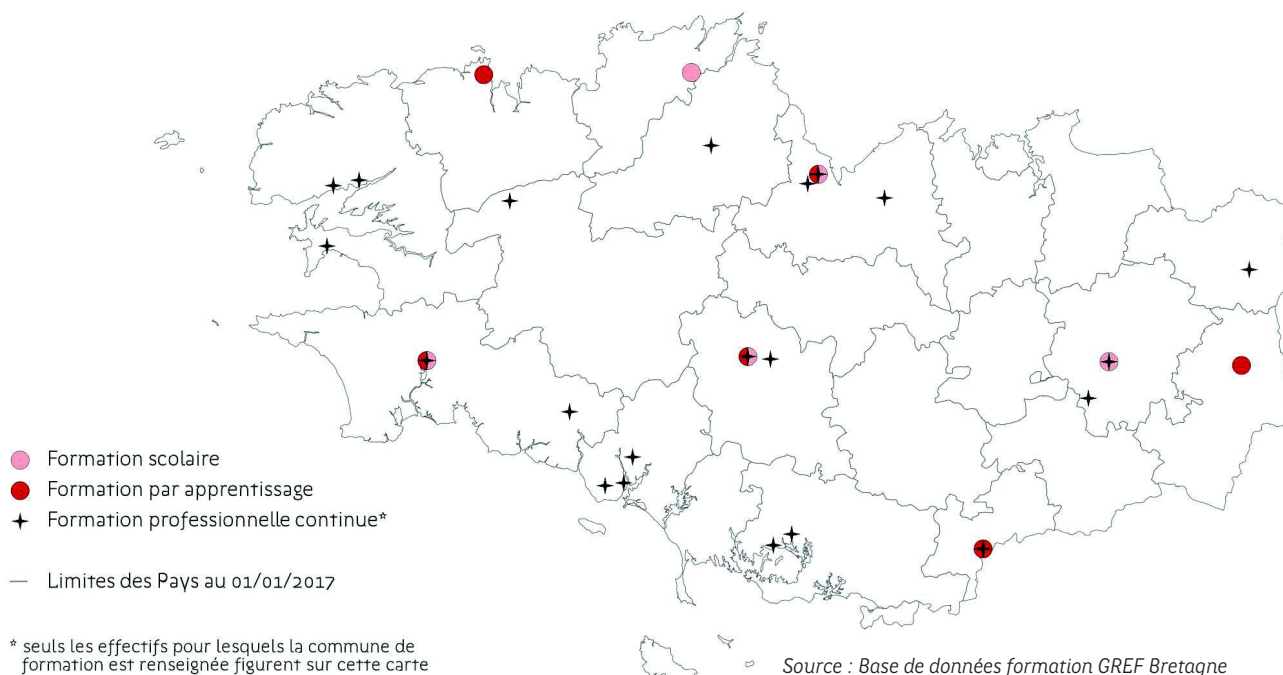 Formation scolaire
Formation par apprentissage
Formation professionnelle continue*
Limites des Pays au 01/01/2017
* seuls les effectifs pour lesquels la commune de
formation est renseignée figurent sur cette carte
Source : Base de données formation GREF Bretagne